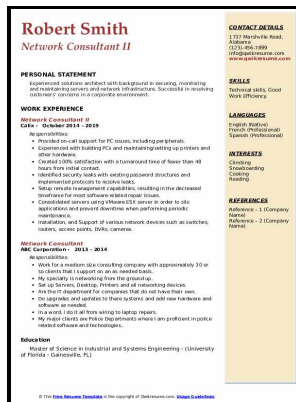 Robert Smith
Network Consultant II
PERSONAL STATEMENT
Experienced solutions architect with background in securing, monitoring
and maintaining servers and network infrastructure. Successful in resolving
customers' concerns in a corporate environment.
WORK EXPERIENCE
Network Consultant II
Calix - October 2014 - 2019
Responsibilities:
• Provided on-call support for PC issues, including peripherals.
• Experienced with building PCs and maintaining/setting up printers and
other hardware.
• Created 100% satisfaction with a turnaround time of fewer than 48
hours from initial contact.
• Identified security leaks with existing password structures and
implemented protocols to resolve leaks.
• Setup remote management capabilities, resulting in the decreased
timeframe for most software related repair issues.
• Consolidated servers using VMware ESX server in order to silo
applications and prevent downtime when performing periodic
maintenance.
• Installation, and Support of various network devices such as switches,
routers, access points, DVRs, cameras.
Network Consultant
ABC Corporation - 2013 - 2014
Responsibilities:
• Work for a medium size consulting company with approximately 30 or
so clients that I support on an as needed basis.
• My specialty is networking from the ground up.
• Set up Servers, Desktop, Printers and all networking devices.
• Am the IT department for companies that do not have their own.
• Do upgrades and updates to there systems and add new hardware and
software as needed.
• In a word, I do it all from wiring to laptop repairs.
• My major clients are Police Departments where I am proficient in police
related software and technologies.
Education
Master of Science in Industrial and Systems Engineering - (University
of Florida - Gainesville, FL)
CONTACT DETAILS
1737 Marshville Road,
Alabama
(123)-456-7899
info@qwikresume.com
www.qwikresume.com
SKILLS
Technical skills, Good
Work Efficiency.
LANGUAGES
English (Native)
French (Professional)
Spanish (Professional)
INTERESTS
Climbing
Snowboarding
Cooking
Reading
REFERENCES
Reference - 1 (Company
Name)
Reference - 2 (Company
Name)
© This Free Resume Template is the copyright of Qwikresume.com. Usage Guidelines